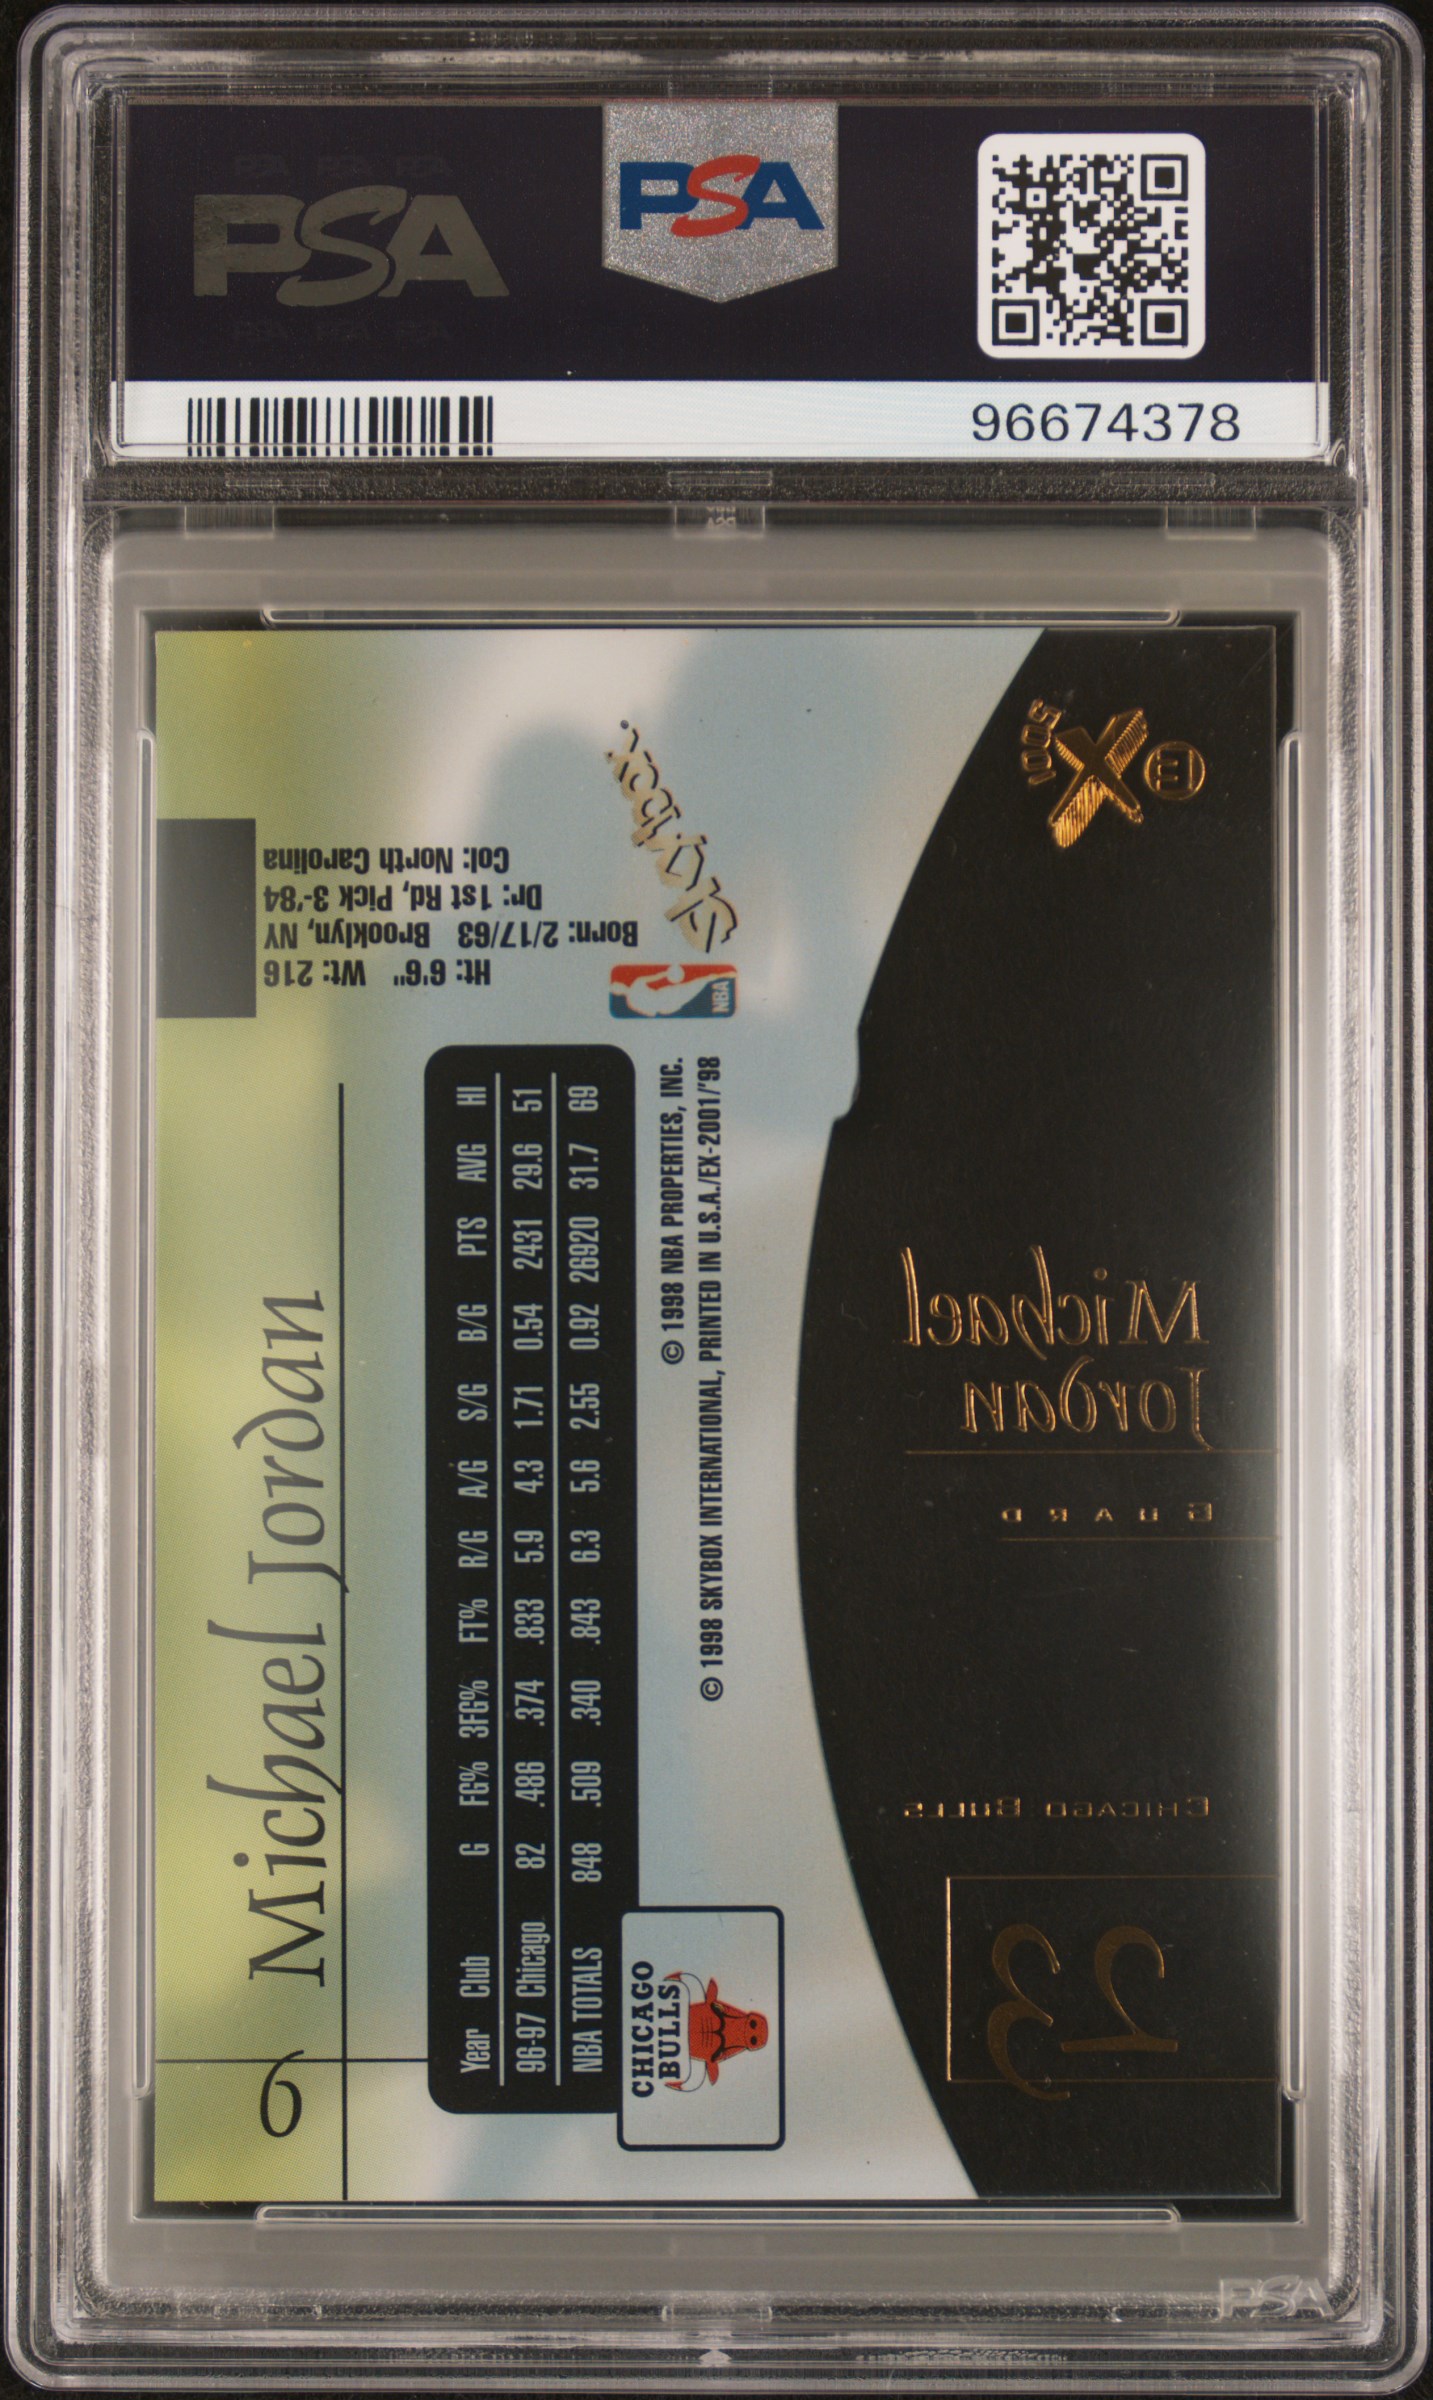 PSA
PSA
96674378
E
X
2001
Michael
Jordan
GUARD
CHICAGO BULLS
23
SkyBox
NBA
Ht: 6'6" Wt: 216
Born: 2/17/63 Brooklyn, NY
Dr: 1st Rd, Pick 3-'84
Col: North Carolina
6 Michael Jordan
Year Club G FG% 3FG% FT% R/G A/G S/G B/G PTS AVG HI
96-97 Chicago 82 .486 .374 .833 5.9 4.3 1.71 0.54 2431 29.6 51
NBA TOTALS 848 .509 .340 .843 6.3 5.6 2.55 0.92 26920 31.7 69
CHICAGO
BULLS
© 1998 NBA PROPERTIES, INC.
© 1998 SKYBOX INTERNATIONAL, PRINTED IN U.S.A./EX-2001/'98
PSA